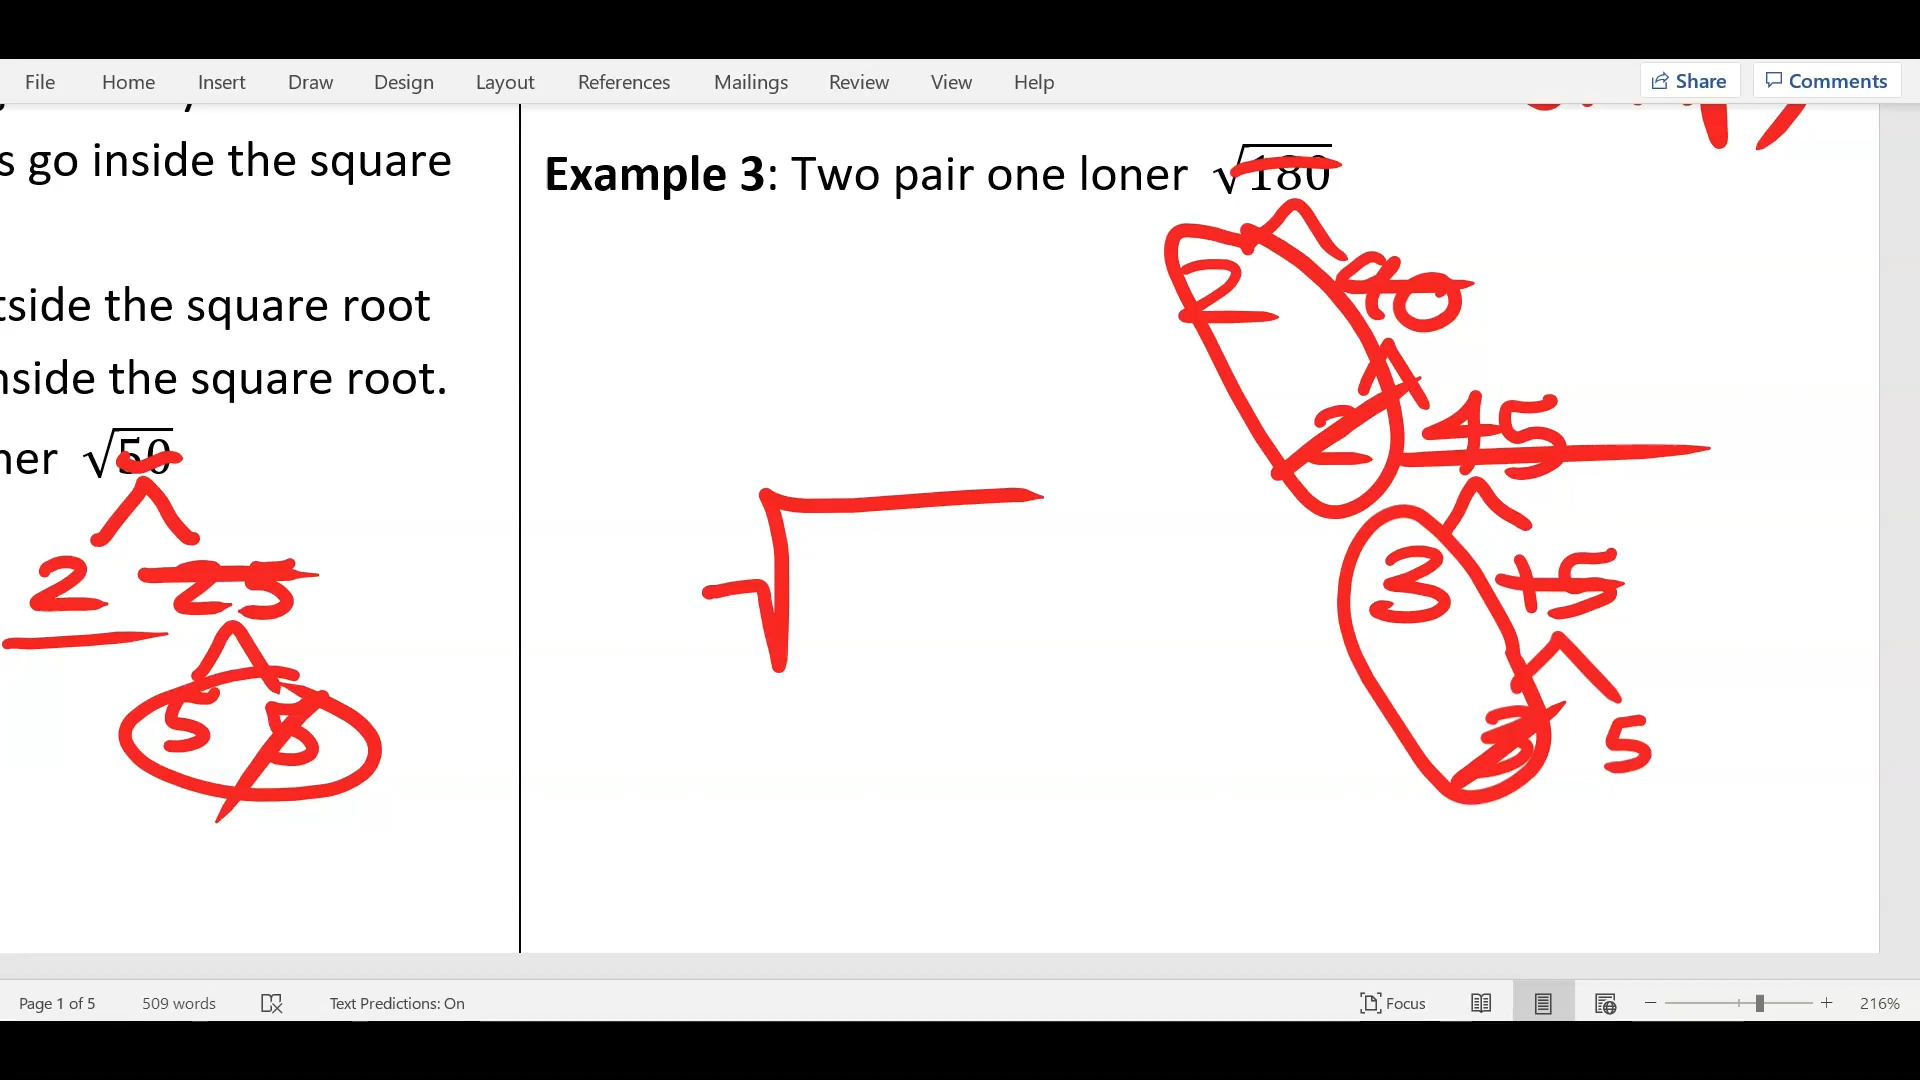 File Home Insert Draw Design Layout References Mailings Review View Help Share Comments
s go inside the square
tside the square root
nside the square root.
ner √50
2 25
5 5
Example 3: Two pair one loner √180
2 90
2 45
3 15
3 5
√
Page 1 of 5 509 words Text Predictions: On Focus 216%